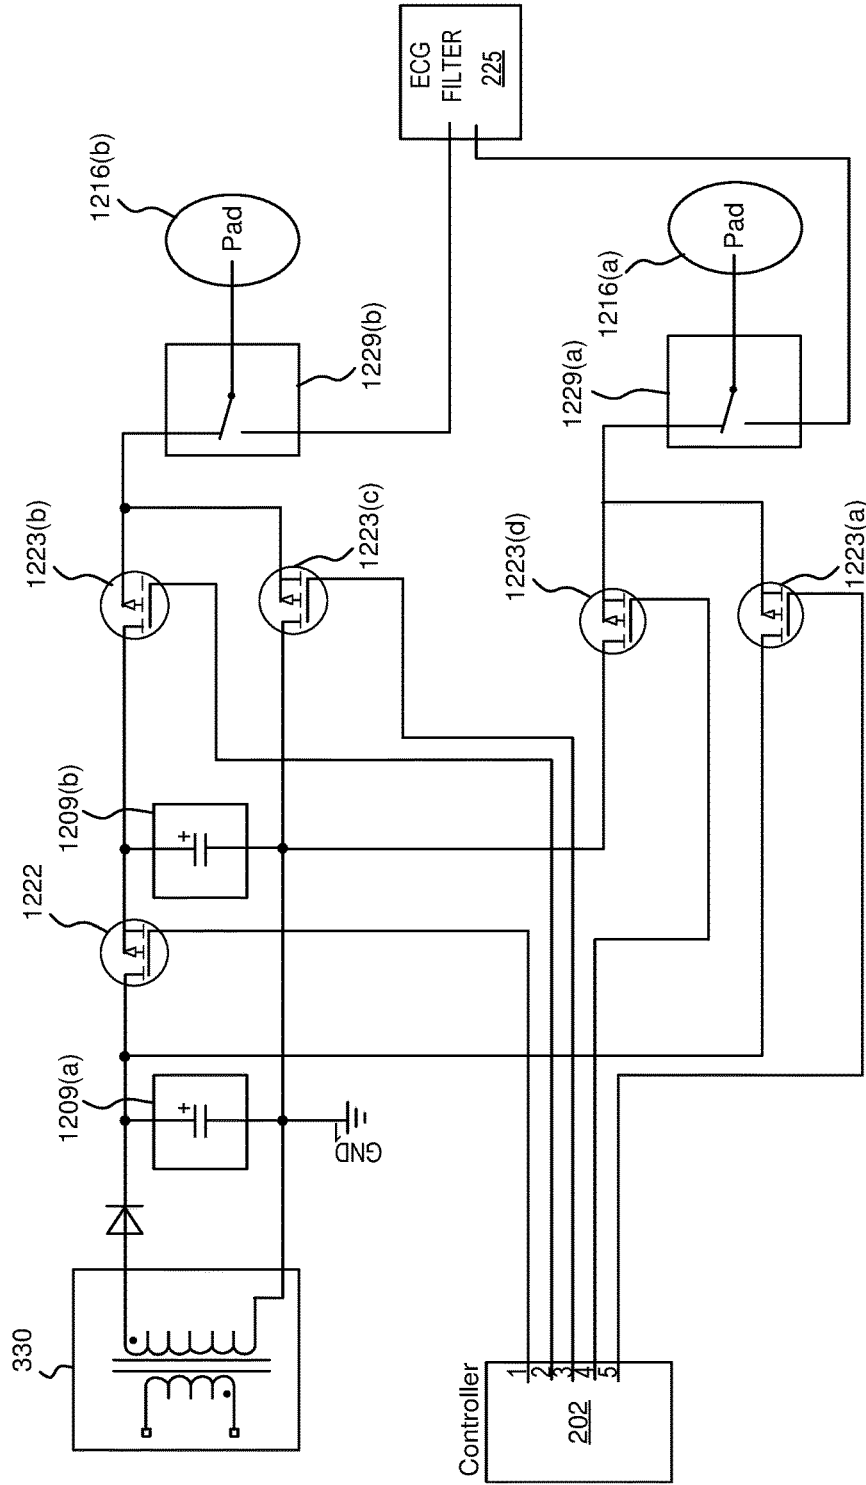 330
1209(a)
1222
1209(b)
1223(b)
1229(b)
1216(b)
Pad
ECG
FILTER
225
+
+
GND
1223(c)
1223(d)
1229(a)
1216(a)
Pad
1223(a)
Controller
202
1
2
3
4
5